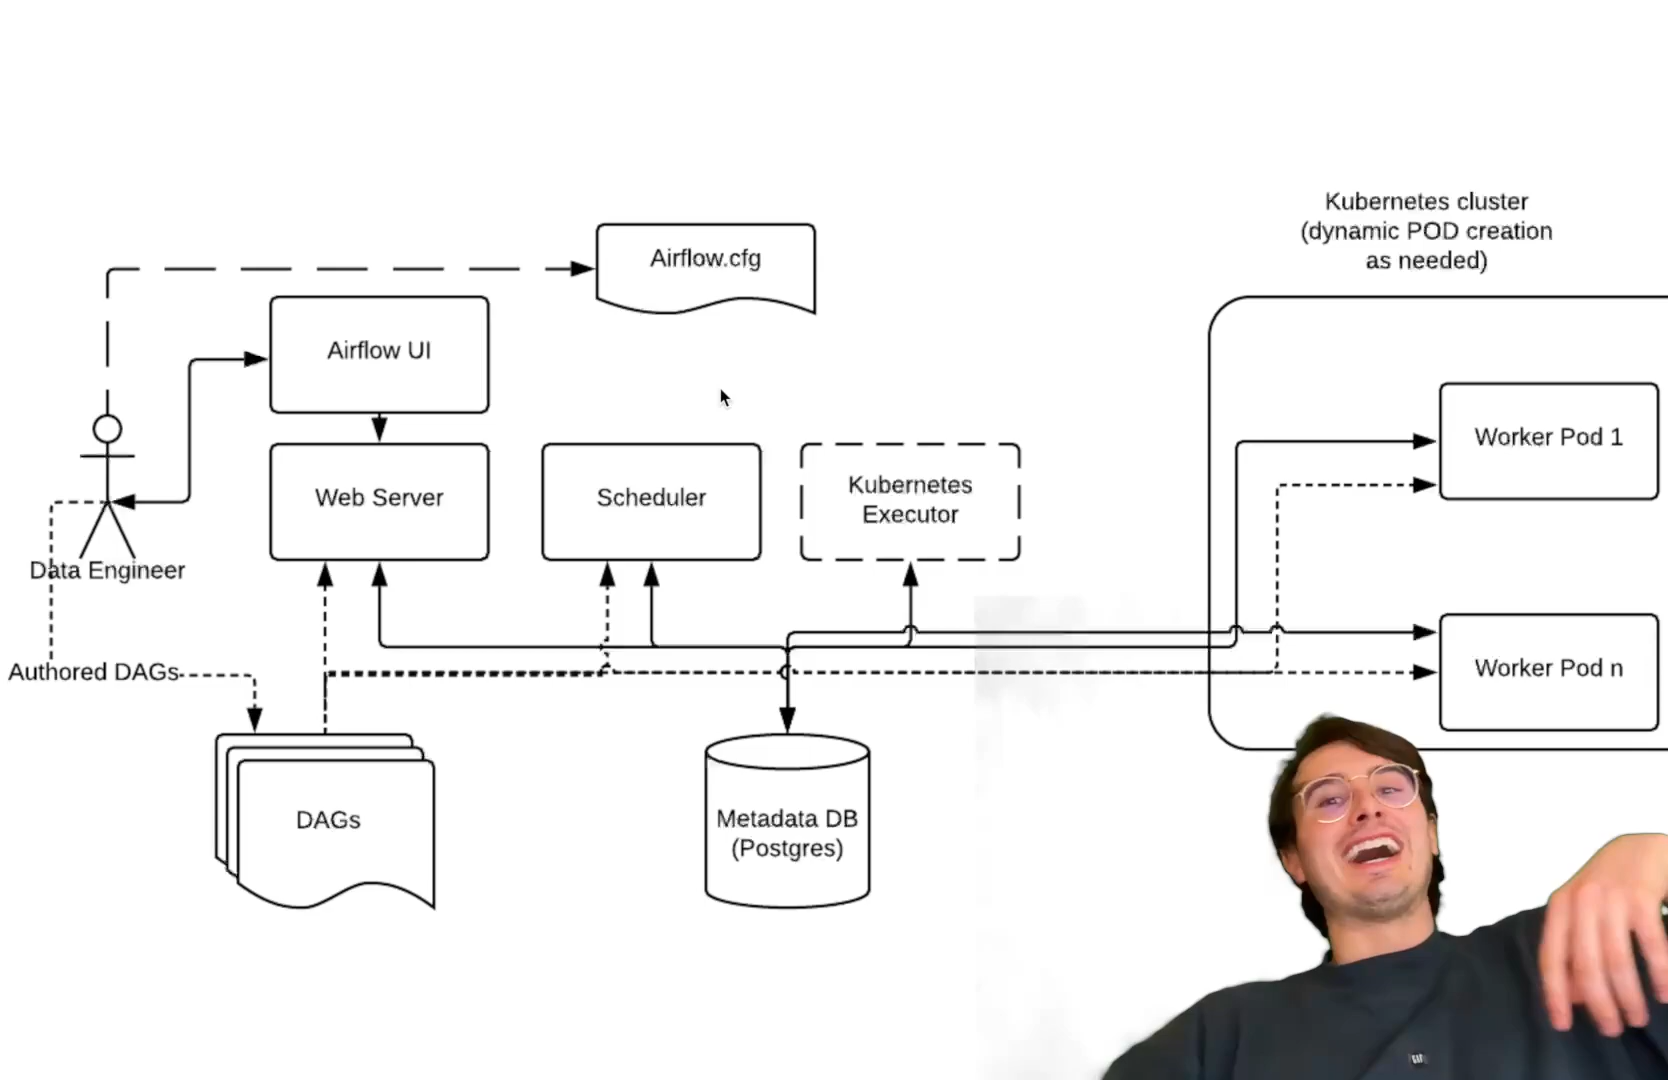 Kubernetes cluster
(dynamic POD creation
as needed)
Airflow.cfg
Airflow UI
Worker Pod 1
Web Server
Scheduler
Kubernetes
Executor
Data Engineer
Authored DAGs
Worker Pod n
DAGs
Metadata DB
(Postgres)